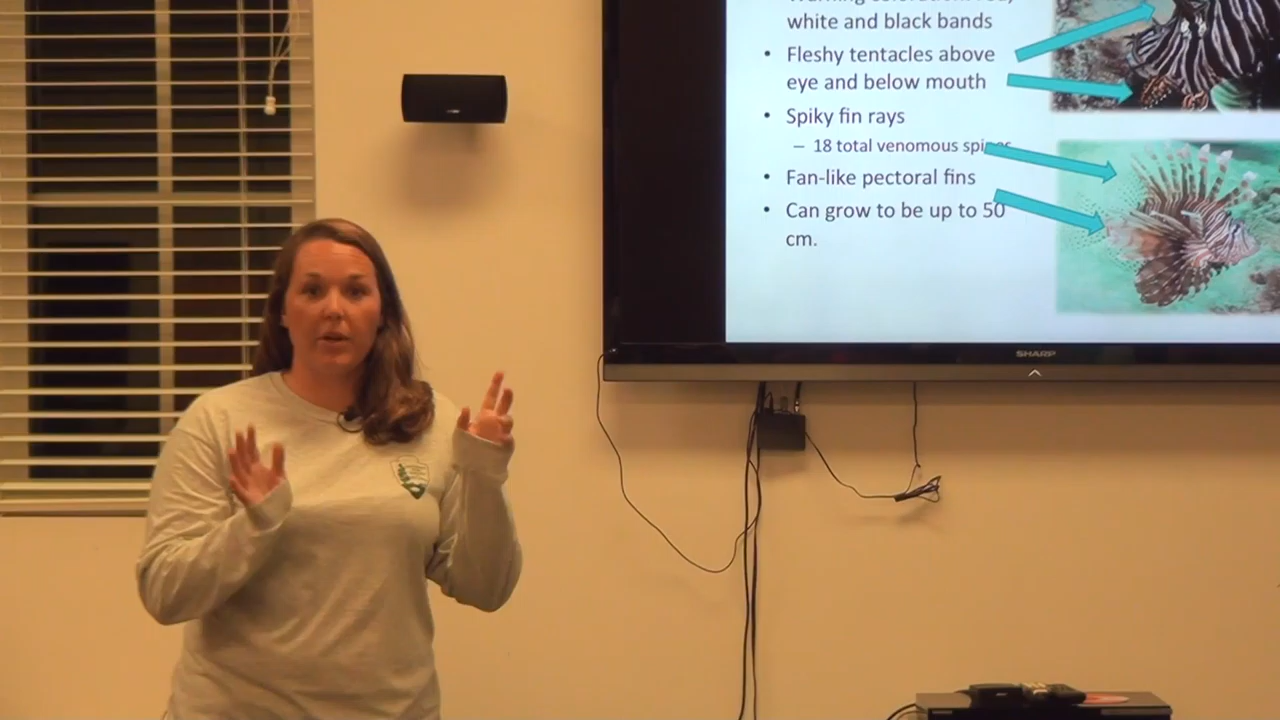 white and black bands
• Fleshy tentacles above
eye and below mouth
• Spiky fin rays
– 18 total venomous spines
• Fan-like pectoral fins
• Can grow to be up to 50
cm.
SHARP